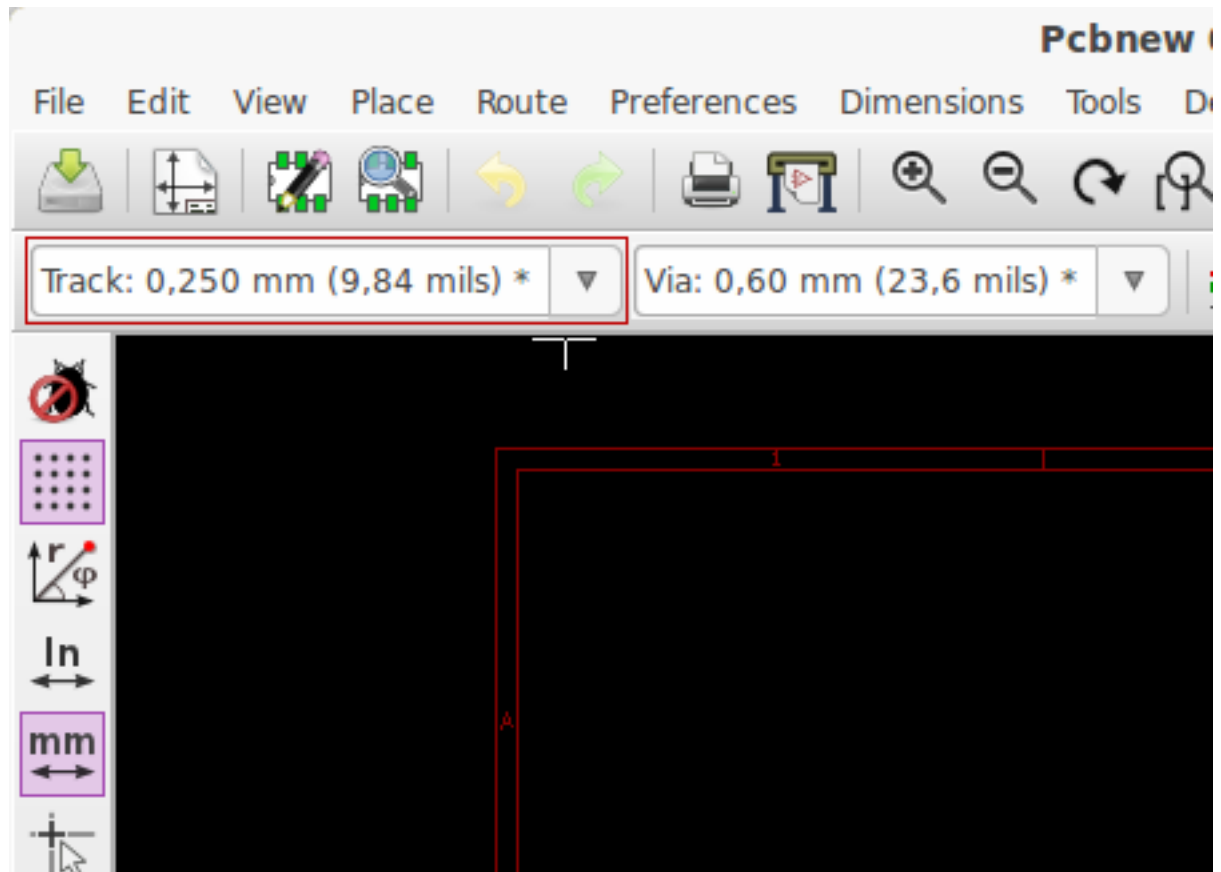 Pcbnew
File Edit View Place Route Preferences Dimensions Tools
Track: 0,250 mm (9,84 mils) * Via: 0,60 mm (23,6 mils) *
r
φ
1
In
A
mm